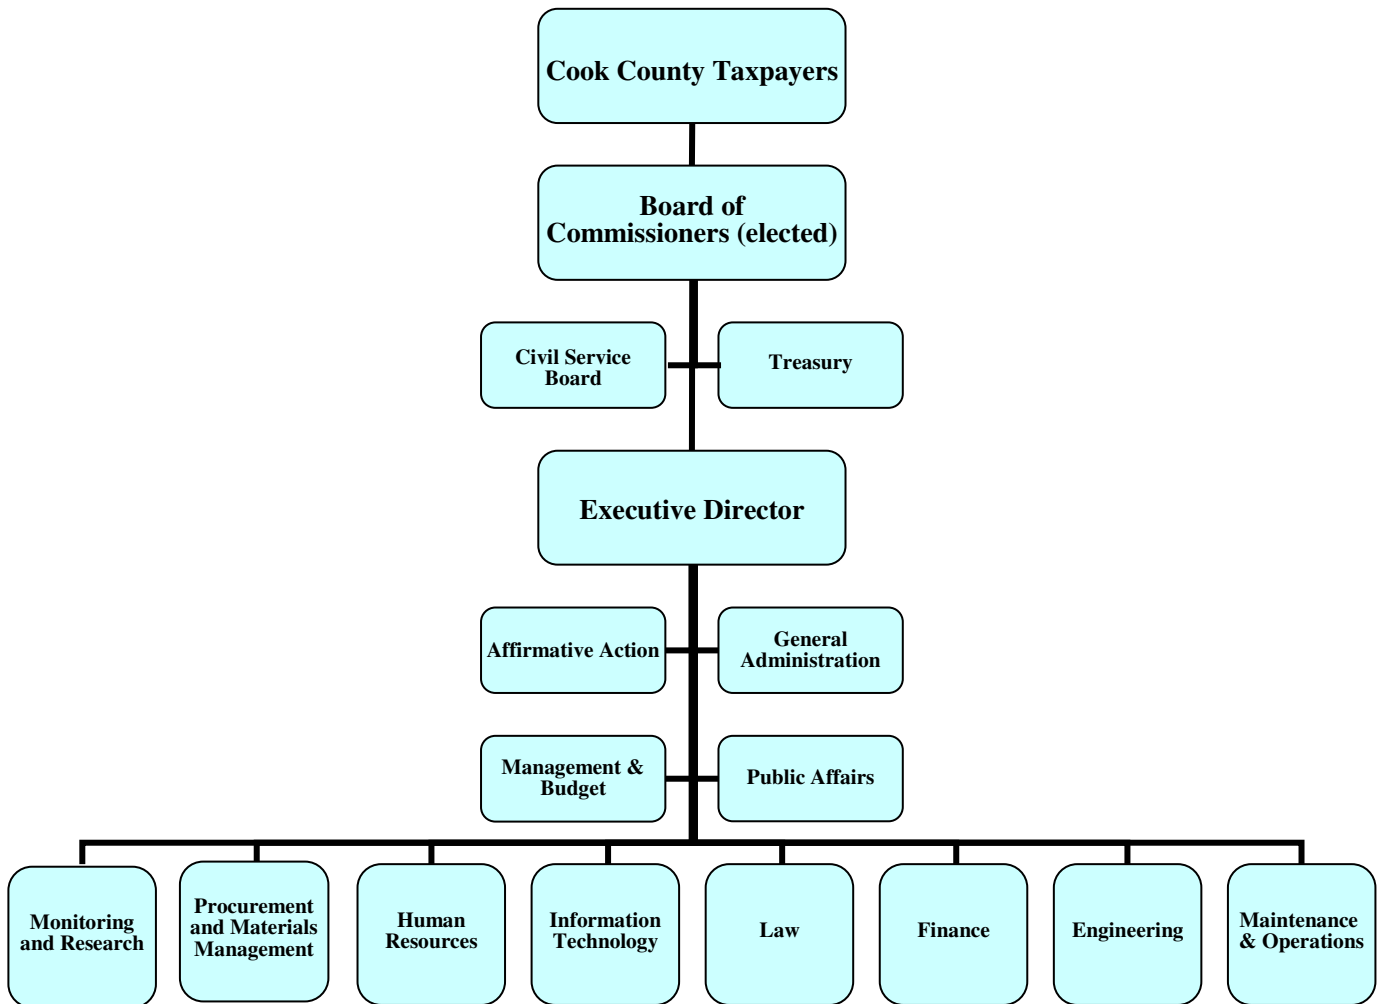 Cook County Taxpayers
Board of
Commissioners (elected)
Civil Service
Board
Treasury
Executive Director
Affirmative Action
General
Administration
Management &
Budget
Public Affairs
Monitoring
and Research
Procurement
and Materials
Management
Human
Resources
Information
Technology
Law
Finance
Engineering
Maintenance
& Operations